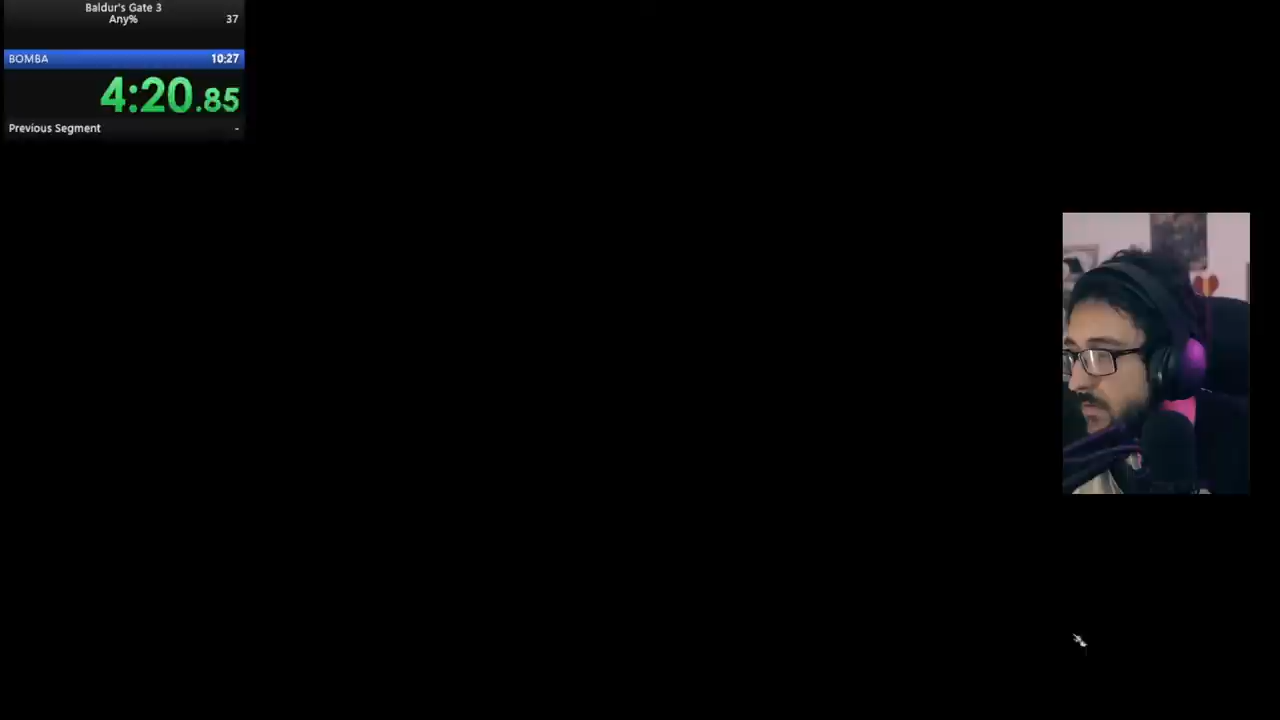 Baldur's Gate 3
Any%
37
BOMBA 10:27
4:20.85
Previous Segment -